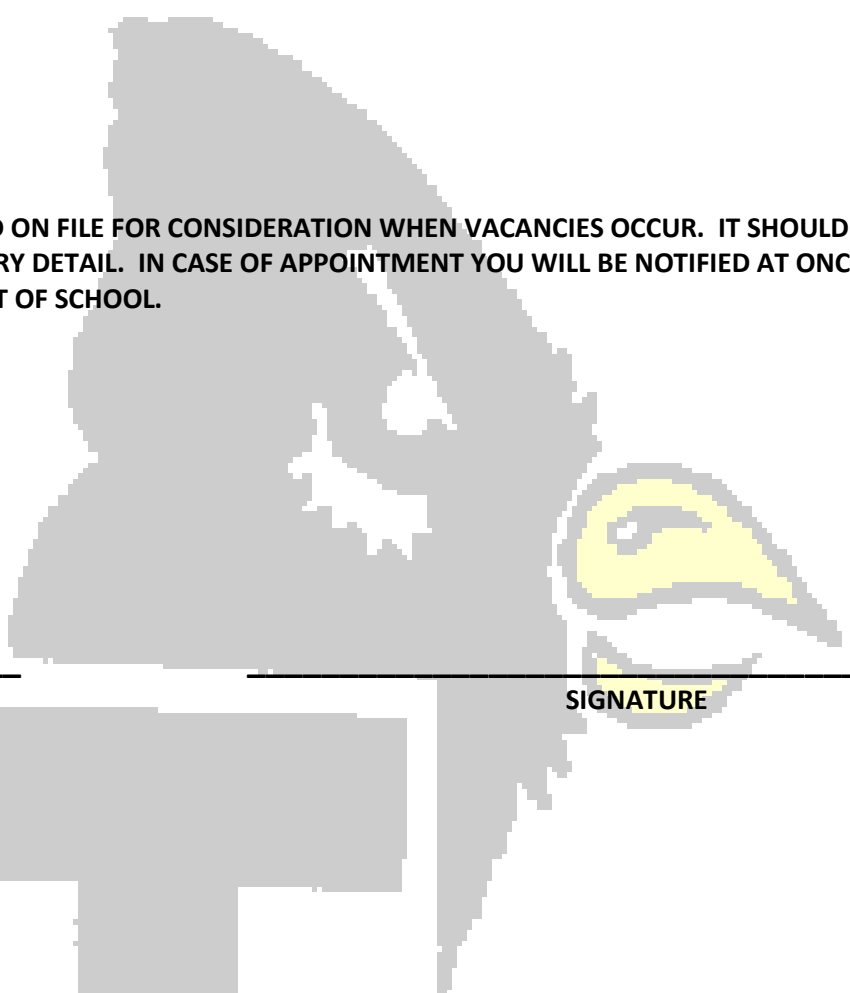 ON FILE FOR CONSIDERATION WHEN VACANCIES OCCUR. IT SHOULD
RY DETAIL. IN CASE OF APPOINTMENT YOU WILL BE NOTIFIED AT ONC
T OF SCHOOL.
SIGNATURE